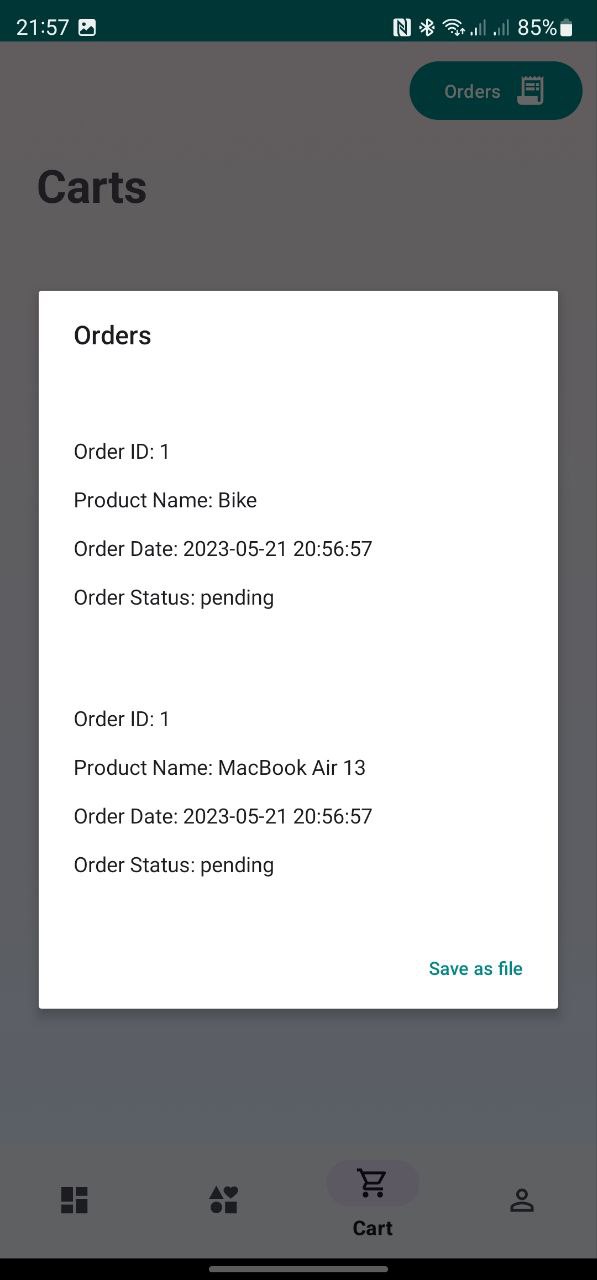 21:57 85%
Orders
Carts
Orders
Order ID: 1
Product Name: Bike
Order Date: 2023-05-21 20:56:57
Order Status: pending
Order ID: 1
Product Name: MacBook Air 13
Order Date: 2023-05-21 20:56:57
Order Status: pending
Save as file
Cart